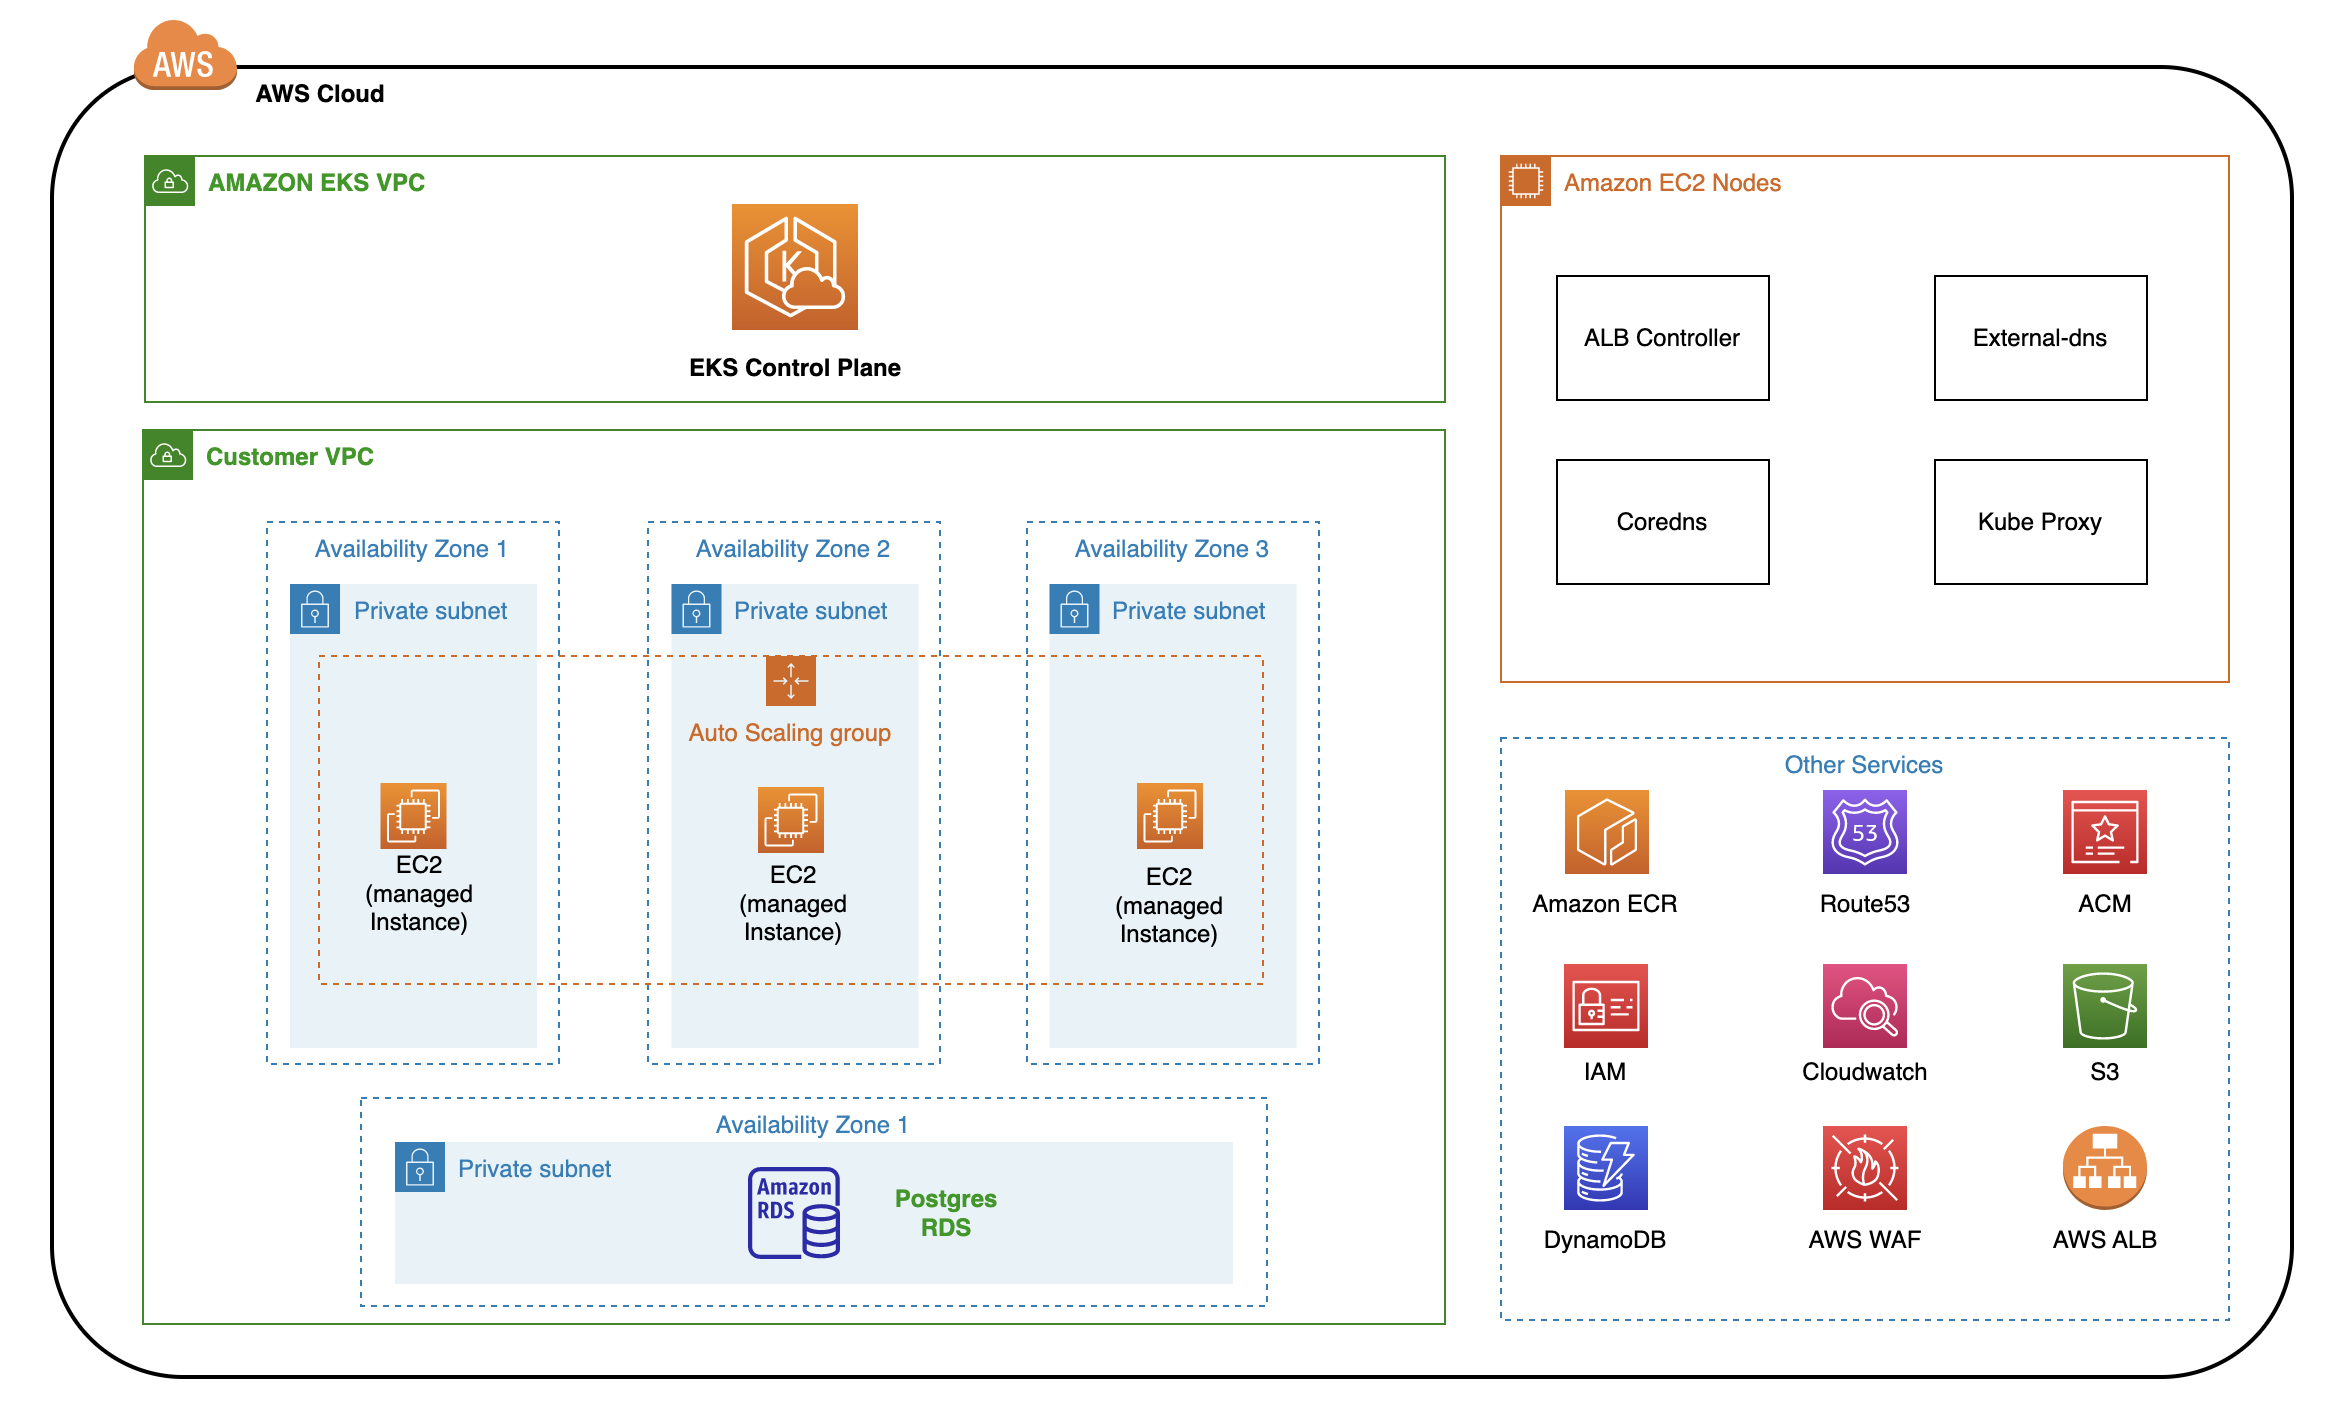 AWS
AWS Cloud
AMAZON EKS VPC
K
EKS Control Plane
Amazon EC2 Nodes
ALB Controller
External-dns
Coredns
Kube Proxy
Customer VPC
Availability Zone 1
Private subnet
Availability Zone 2
Private subnet
Availability Zone 3
Private subnet
Auto Scaling group
EC2
(managed
Instance)
EC2
(managed
Instance)
EC2
(managed
Instance)
Availability Zone 1
Private subnet
Amazon
RDS
Postgres
RDS
Other Services
Amazon ECR
53
Route53
ACM
IAM
Cloudwatch
S3
DynamoDB
AWS WAF
AWS ALB